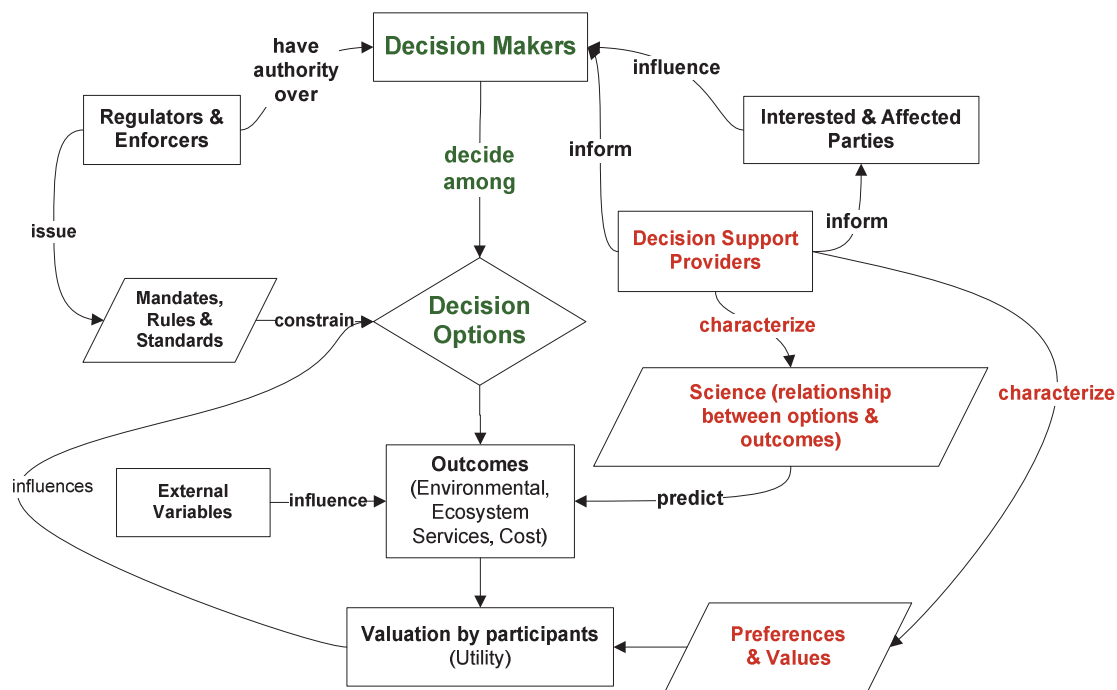 Decision Makers
have
authority
over
influence
Regulators &
Enforcers
Interested & Affected
Parties
decide
among
inform
issue
inform
Decision Support
Providers
Mandates,
Rules &
Standards
constrain
Decision
Options
characterize
Science (relationship
between options &
outcomes)
characterize
influences
External
Variables
influence
Outcomes
(Environmental,
Ecosystem
Services, Cost)
predict
Valuation by participants
(Utility)
Preferences
& Values